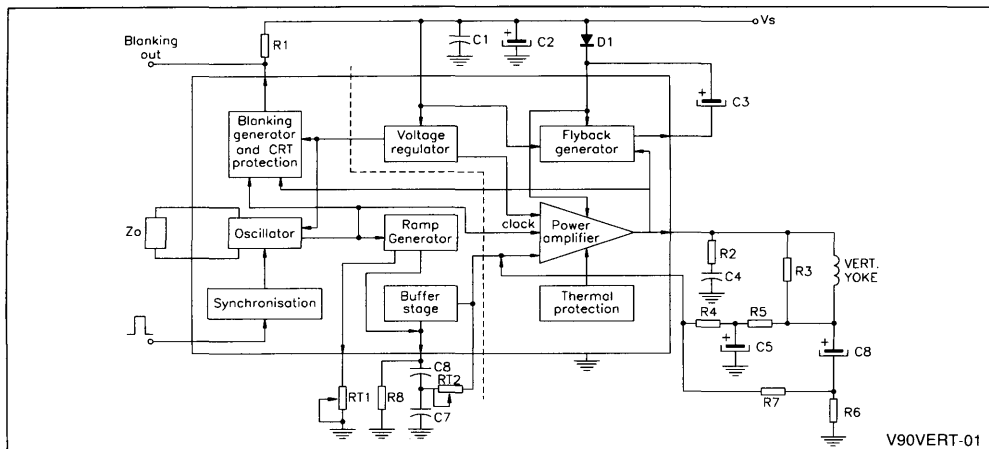 Vs
Blanking
out
R1
C1
C2
D1
C3
Blanking
generator
and CRT
protection
Voltage
regulator
Flyback
generator
Zo
Oscillator
Ramp
Generator
clock
Power
amplifier
R2
C4
R3
VERT.
YOKE
Synchronisation
Buffer
stage
Thermal
protection
R4
R5
C5
C8
RT1
R8
C8
RT2
C7
R7
R6
V90VERT-01